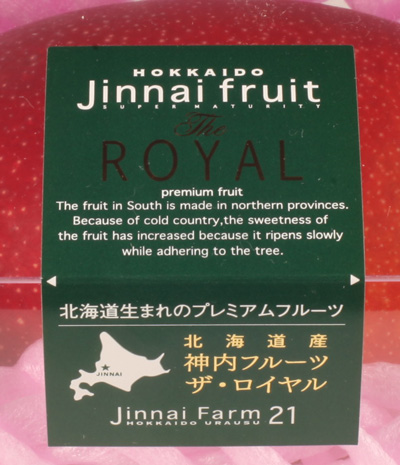 HOKKAIDO
Jinnai fruit
SUPER MATURITY
The
ROYAL
premium fruit
The fruit in South is made in northern provinces.
Because of cold country,the sweetness of
the fruit has increased because it ripens slowly
while adhering to the tree.
北海道生まれのプレミアムフルーツ
北海道産
神内フルーツ
ザ・ロイヤル
JINNAI
Jinnai Farm 21
HOKKAIDO URAUSU